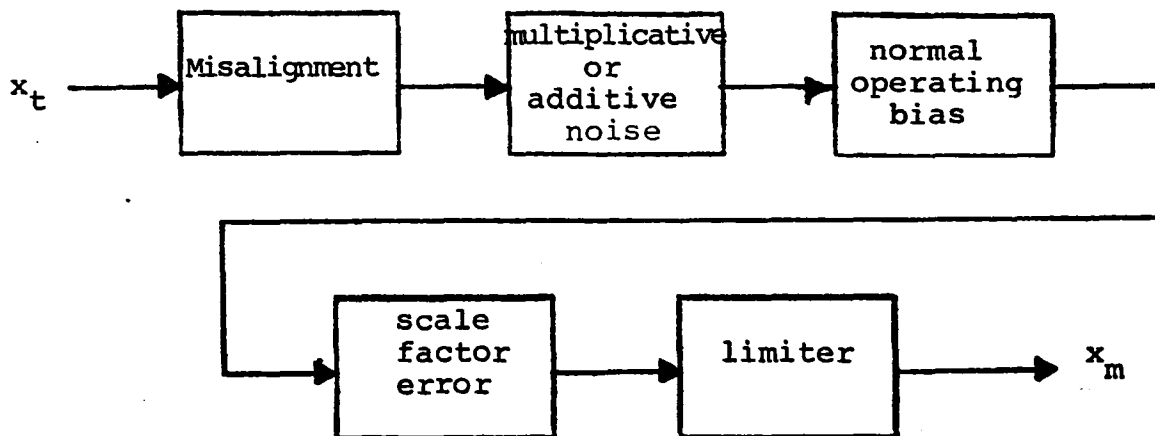 x_t
Misalignment
multiplicative
or
additive
noise
normal
operating
bias
scale
factor
error
limiter
x_m